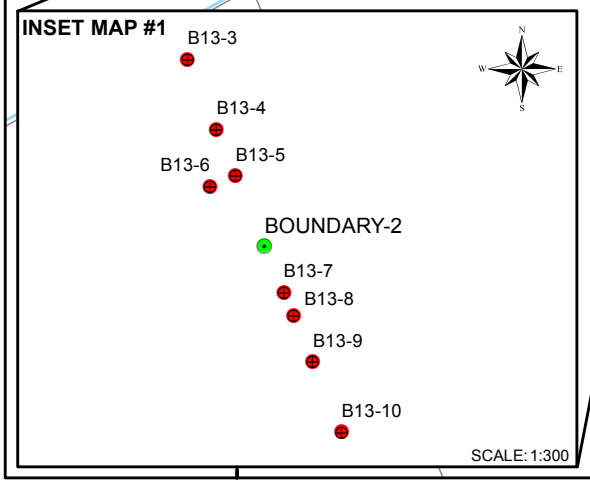 INSET MAP #1
B13-3
N
W
E
S
B13-4
B13-5
B13-6
BOUNDARY-2
B13-7
B13-8
B13-9
B13-10
SCALE: 1:300